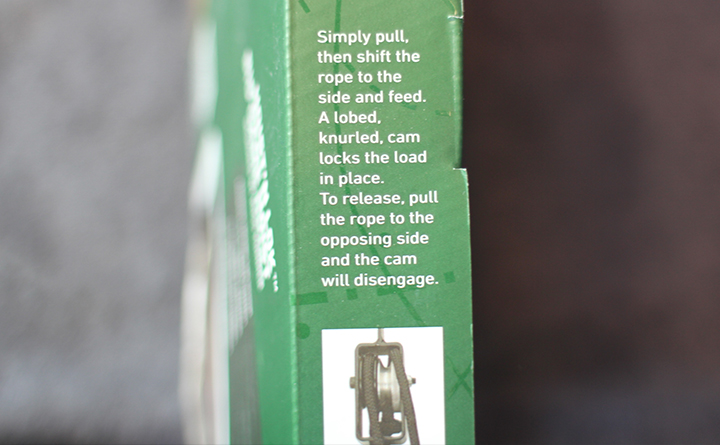 Simply pull,
then shift the
rope to the
side and feed.
A lobed,
knurled, cam
locks the load
in place.
To release, pull
the rope to the
opposing side
and the cam
will disengage.